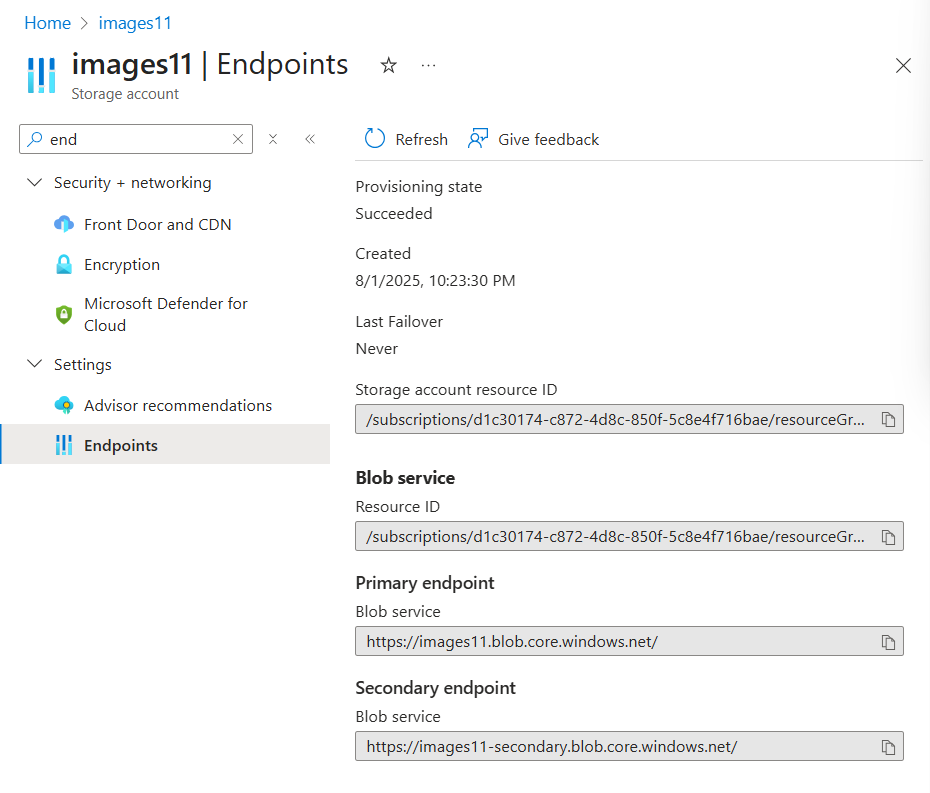 Home > images11
images11 | Endpoints
Storage account
end
Refresh
Give feedback
Security + networking
Front Door and CDN
Encryption
Microsoft Defender for
Cloud
Settings
Advisor recommendations
Endpoints
Provisioning state
Succeeded
Created
8/1/2025, 10:23:30 PM
Last Failover
Never
Storage account resource ID
/subscriptions/d1c30174-c872-4d8c-850f-5c8e4f716bae/resourceGr...
Blob service
Resource ID
/subscriptions/d1c30174-c872-4d8c-850f-5c8e4f716bae/resourceGr...
Primary endpoint
Blob service
https://images11.blob.core.windows.net/
Secondary endpoint
Blob service
https://images11-secondary.blob.core.windows.net/